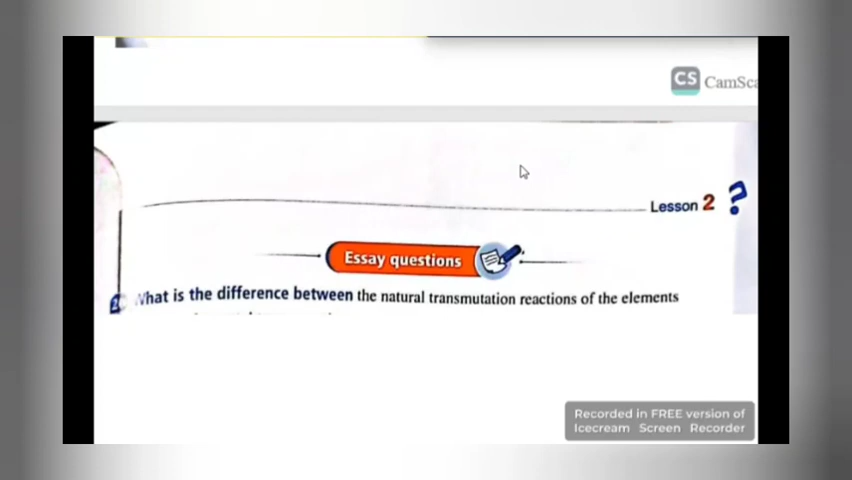 CS CamSca
Lesson 2 ?
Essay questions
What is the difference between the natural transmutation reactions of the elements
Recorded in FREE version of
Icecream Screen Recorder